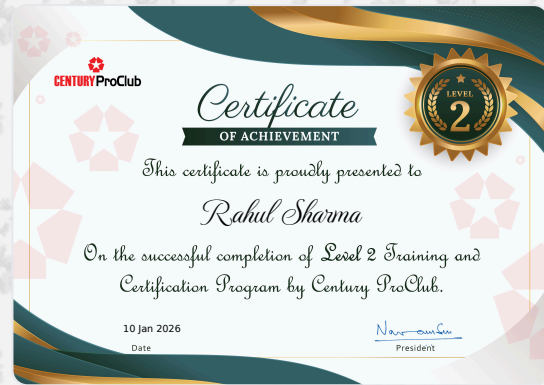 CENTURY ProClub
LEVEL
2
Certificate
OF ACHIEVEMENT
This certificate is proudly presented to
Rahul Sharma
On the successful completion of Level 2 Training and
Certification Program by Century ProClub.
10 Jan 2026
Date
President